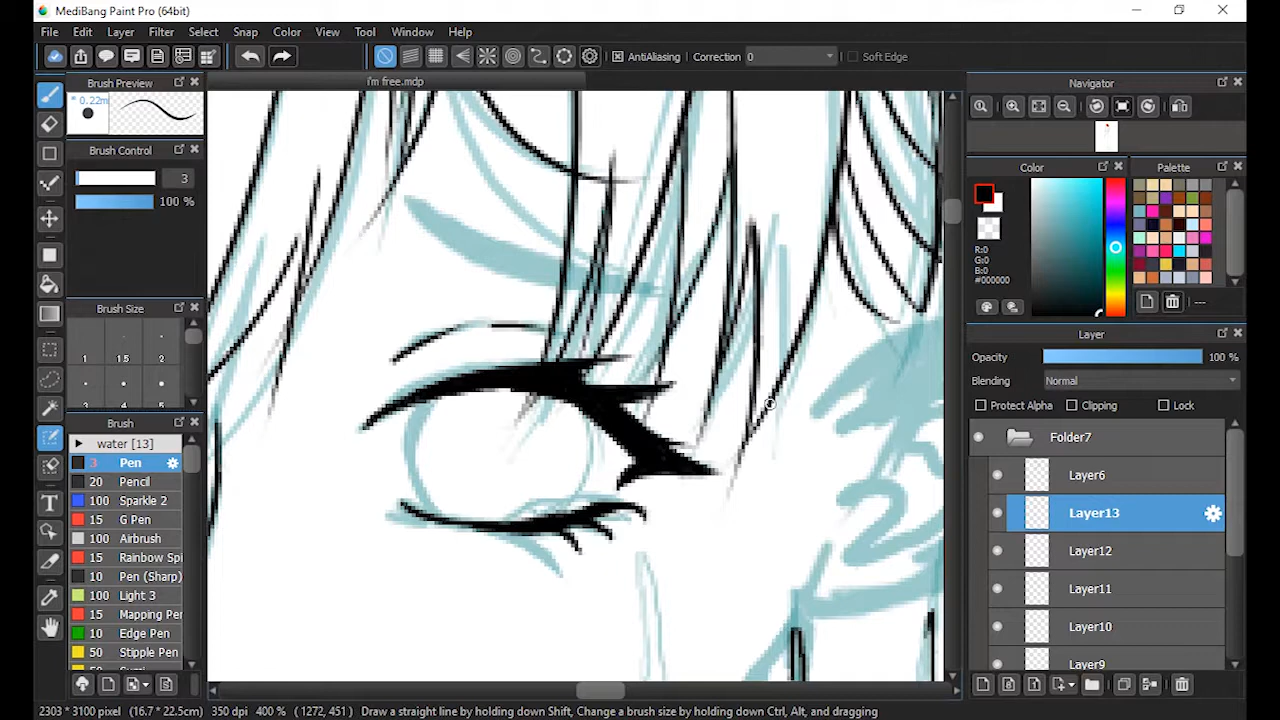 MediBang Paint Pro (64bit)
File Edit Layer Filter Select Snap Color View Tool Window Help
AntiAliasing Correction 0 Soft Edge
Brush Preview
i'm free.mdp
Navigator
* 0.22m
Brush Control
3
100 %
Color
Palette
R:0
G:0
B:0
#000000
---
Brush Size
1 1.5 2
3 4 5
Layer
Opacity 100 %
Blending Normal
Protect Alpha Clipping Lock
Brush
water [13]
3 Pen
20 Pencil
100 Sparkle 2
15 G Pen
100 Airbrush
15 Rainbow Spi
10 Pen (Sharp)
100 Light 3
15 Mapping Pen
10 Edge Pen
50 Stipple Pen
Folder7
Layer6
Layer13
Layer12
Layer11
Layer10
Layer9
2303 * 3100 pixel (16.7 * 22.5cm) 350 dpi 400 % ( 1272, 451 ) Draw a straight line by holding down Shift, Change a brush size by holding down Ctrl, Alt, and dragging